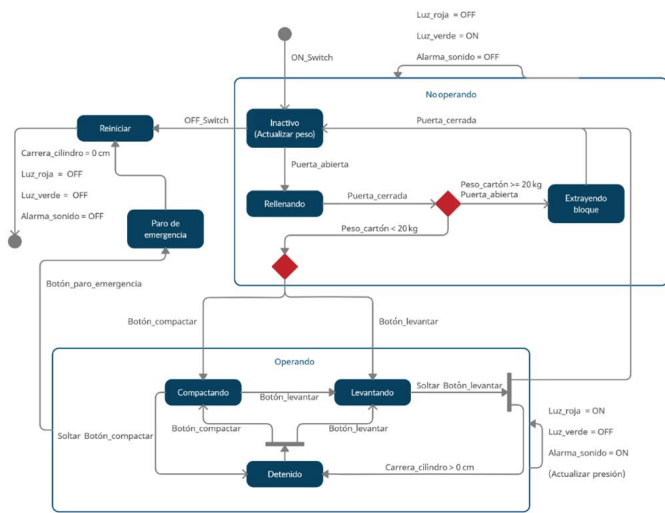 Luz_roja = OFF
Luz_verde = ON
Alarma_sonido = OFF
ON_Switch
No operando
Reiniciar
OFF_Switch
Inactivo
(Actualizar peso)
Puerta_cerrada
Carrera_cilindro = 0 cm
Luz_roja = OFF
Luz_verde = OFF
Alarma_sonido = OFF
Puerta_abierta
Rellenando
Puerta_cerrada
Peso_cartón >= 20 kg
Puerta_abierta
Extrayendo
bloque
Paro de
emergencia
Peso_cartón < 20 kg
Botón_paro_emergencia
Botón_compactar
Botón_levantar
Operando
Compactando
Botón_levantar
Levantando
Soltar Botón_levantar
Luz_roja = ON
Luz_verde = OFF
Alarma_sonido = ON
(Actualizar presión)
Soltar Botón_compactar
Botón_compactar
Botón_levantar
Detenido
Carrera_cilindro > 0 cm